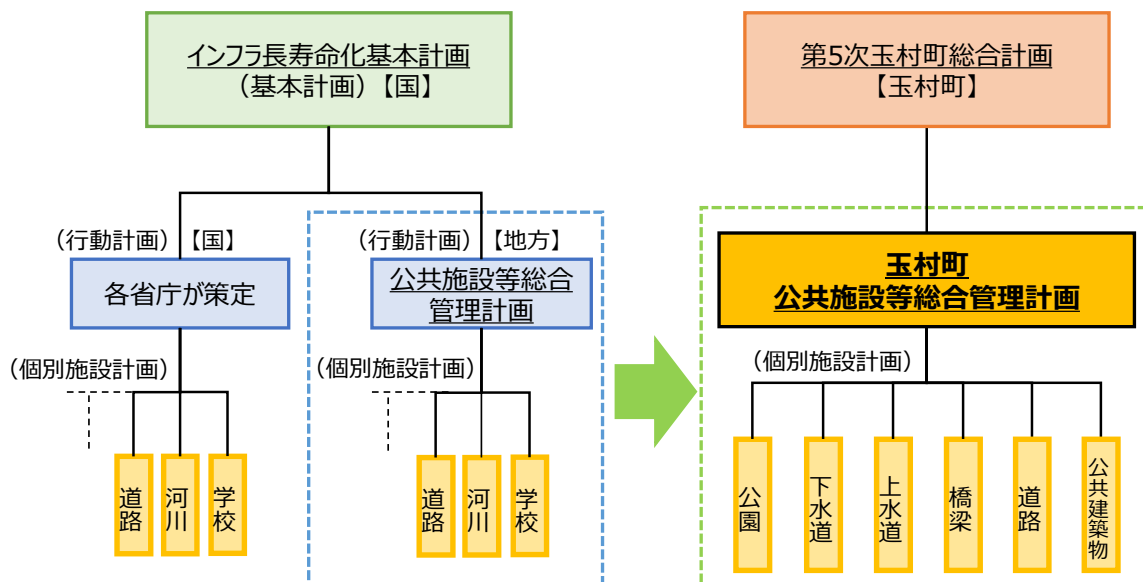 インフラ長寿命化基本計画
（基本計画）【国】
第5次玉村町総合計画
【玉村町】
（行動計画）【国】
各省庁が策定
（個別施設計画）
道路
河川
学校
（行動計画）【地方】
公共施設等総合
管理計画
（個別施設計画）
道路
河川
学校
玉村町
公共施設等総合管理計画
（個別施設計画）
公園
下水道
上水道
橋梁
道路
公共建築物